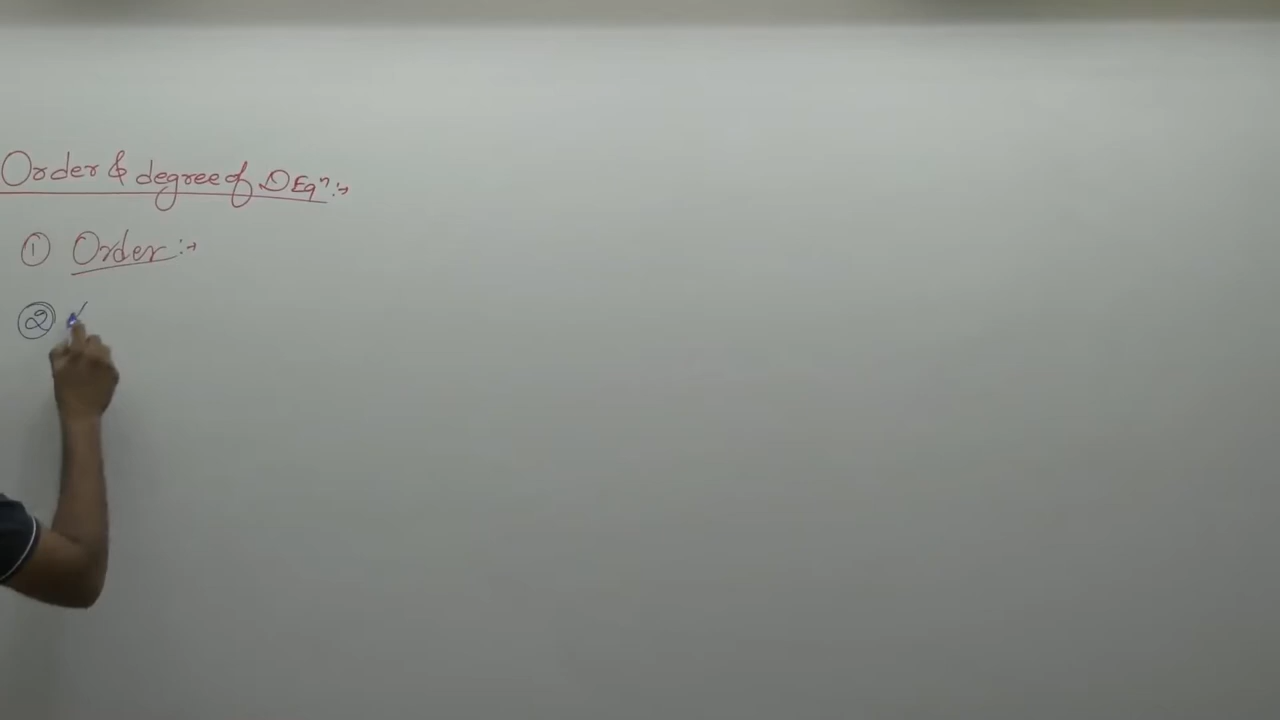 Order & degree of D Eqⁿ :→
① Order :→
②